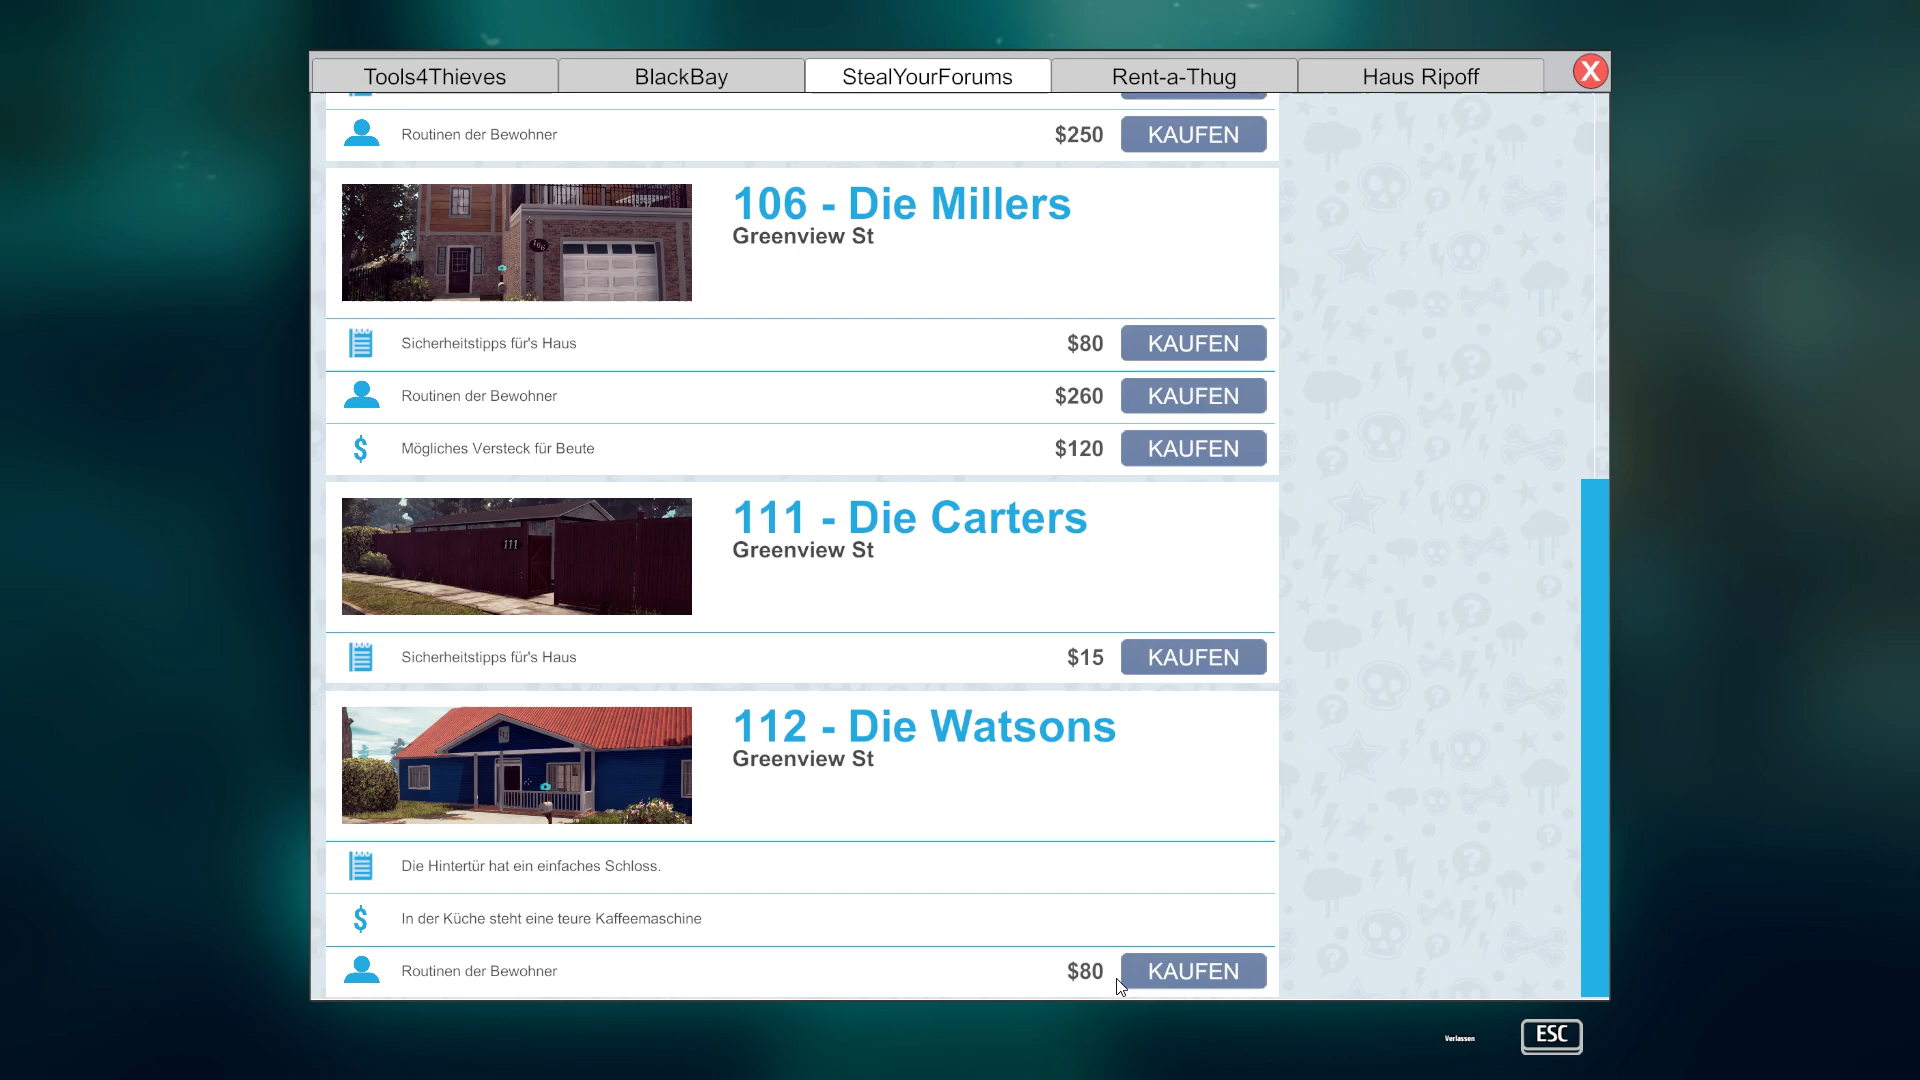 Tools4Thieves
BlackBay
StealYourForums
Rent-a-Thug
Haus Ripoff
X
Routinen der Bewohner
$250
KAUFEN
106
106 - Die Millers
Greenview St
Sicherheitstipps für's Haus
$80
KAUFEN
Routinen der Bewohner
$260
KAUFEN
$
Mögliches Versteck für Beute
$120
KAUFEN
111
111 - Die Carters
Greenview St
Sicherheitstipps für's Haus
$15
KAUFEN
112
112 - Die Watsons
Greenview St
Die Hintertür hat ein einfaches Schloss.
$
In der Küche steht eine teure Kaffeemaschine
Routinen der Bewohner
$80
KAUFEN
Verlassen
ESC